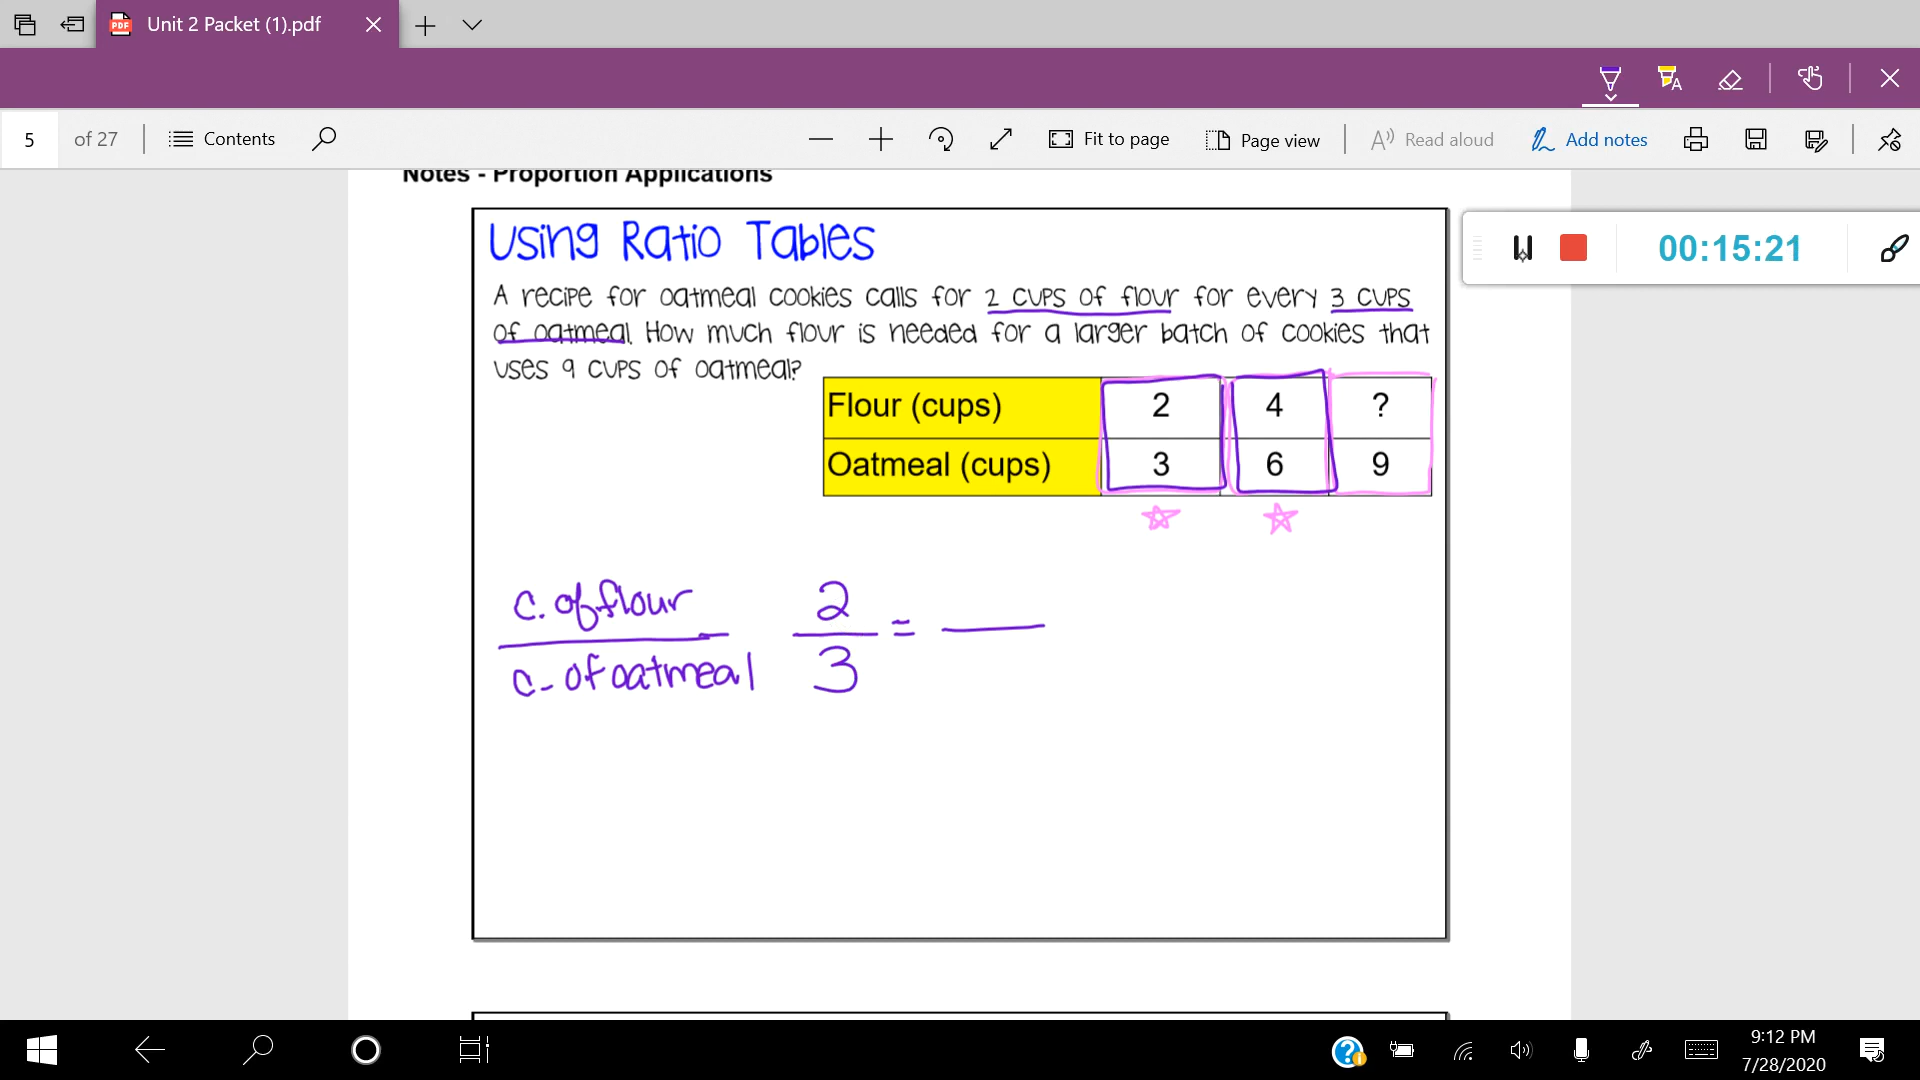 Unit 2 Packet (1).pdf
5 of 27 Contents Fit to page Page view Read aloud Add notes
Notes - Proportion Applications
Using Ratio Tables
00:15:21
A recipe for oatmeal cookies calls for 2 cups of flour for every 3 cups
of oatmeal. How much flour is needed for a larger batch of cookies that
uses 9 cups of oatmeal?
Flour (cups) 2 4 ?
Oatmeal (cups) 3 6 9
c. of flour 2
=
c. of oatmeal 3
9:12 PM
7/28/2020